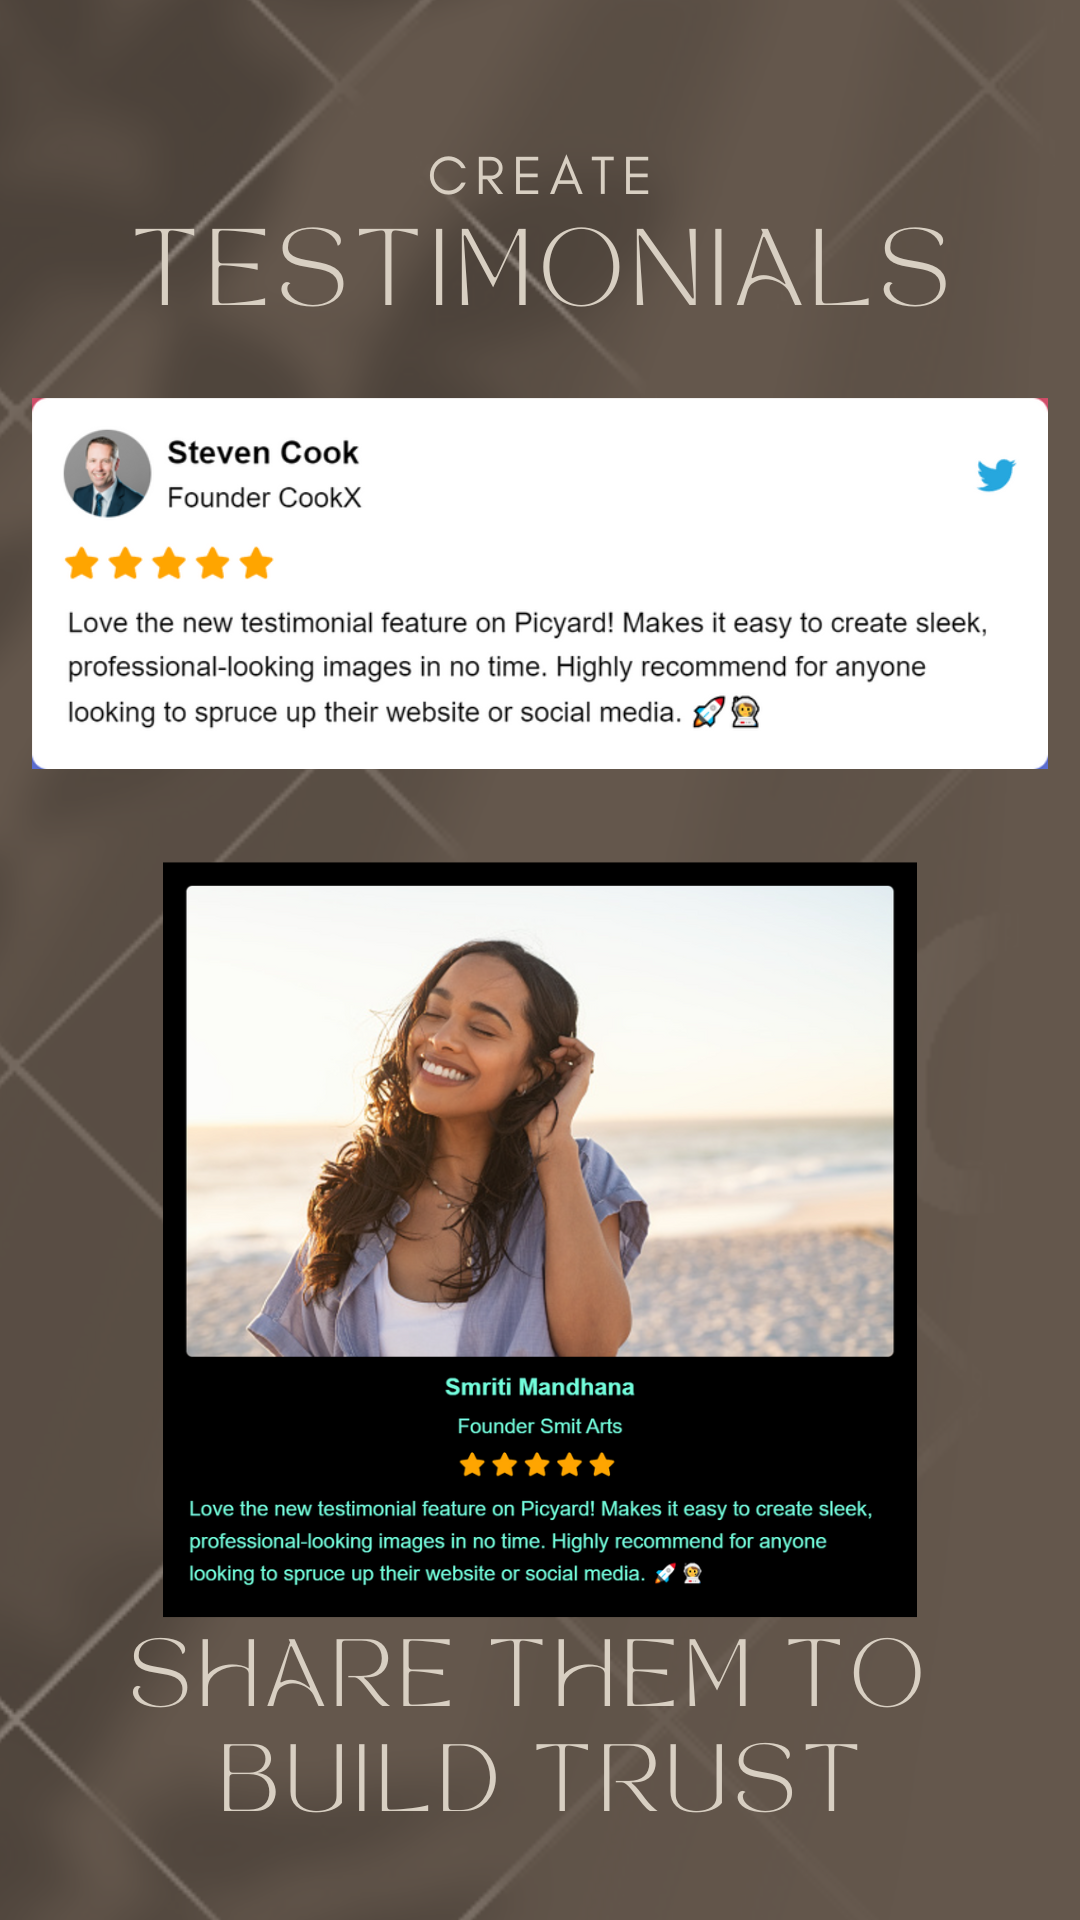 CREATE
TESTIMONIALS
Steven Cook
Founder CookX
Love the new testimonial feature on Picyard! Makes it easy to create sleek,
professional-looking images in no time. Highly recommend for anyone
looking to spruce up their website or social media. 🚀👩‍🚀
Smriti Mandhana
Founder Smit Arts
Love the new testimonial feature on Picyard! Makes it easy to create sleek,
professional-looking images in no time. Highly recommend for anyone
looking to spruce up their website or social media. 🚀👩‍🚀
SHARE THEM TO
BUILD TRUST